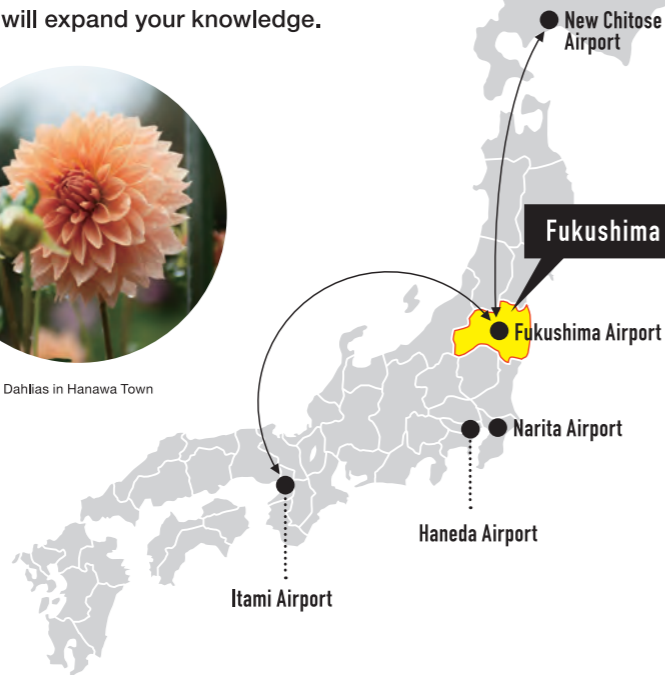 will expand your knowledge.
New Chitose
Airport
Fukushima
Fukushima Airport
Dahlias in Hanawa Town
Narita Airport
Haneda Airport
Itami Airport